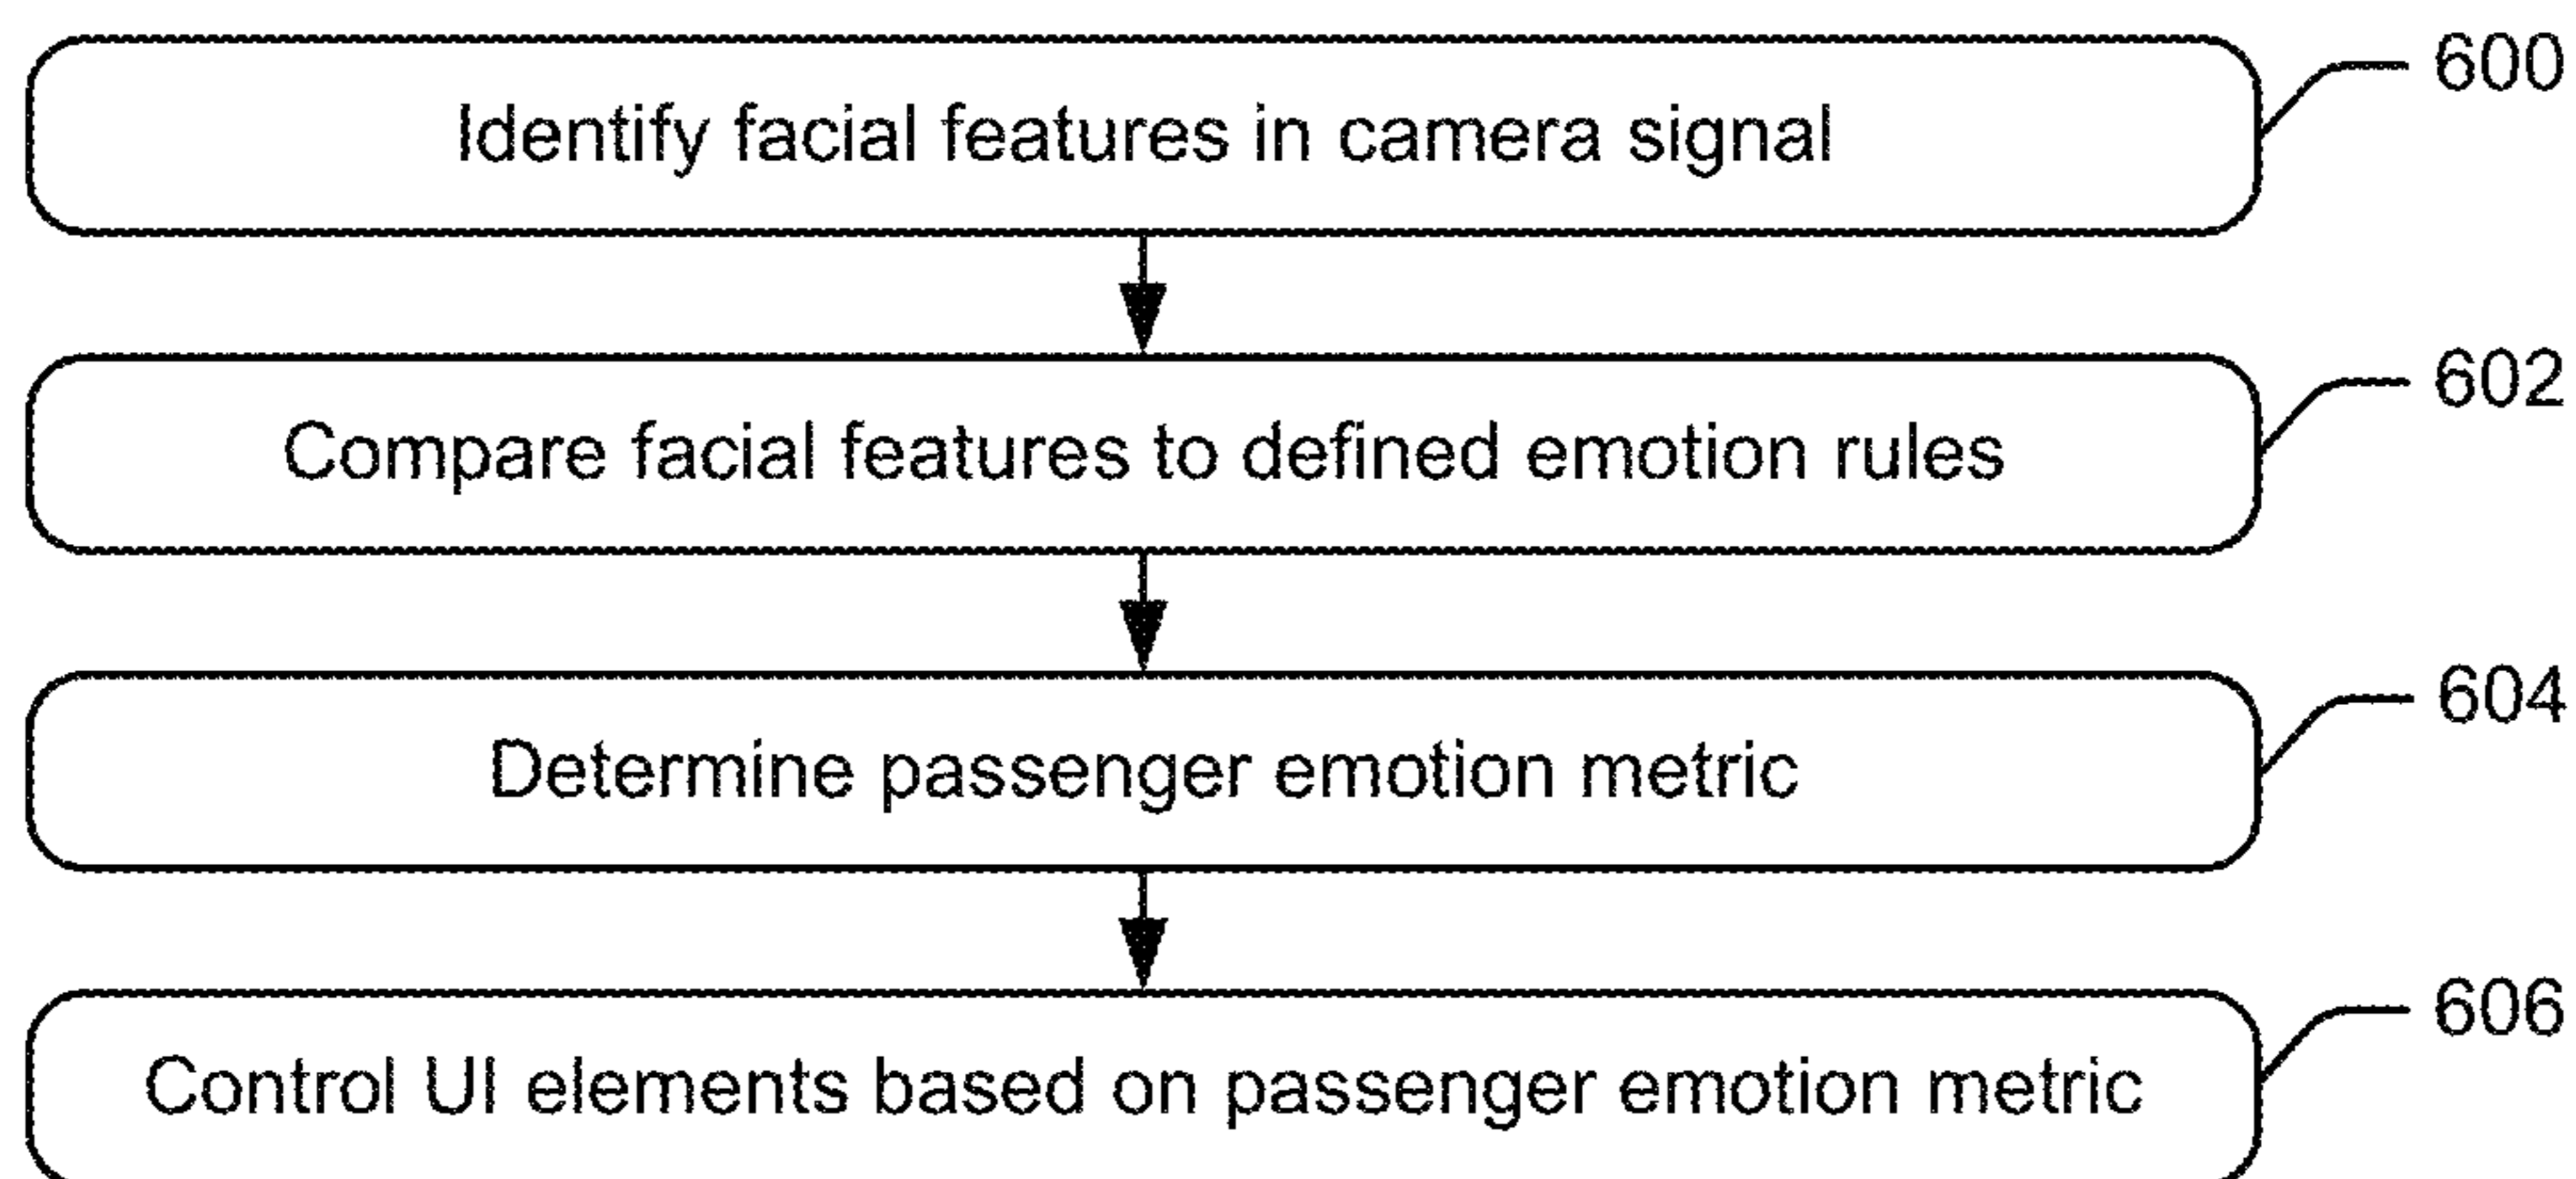 Identify facial features in camera signal
600
Compare facial features to defined emotion rules
602
Determine passenger emotion metric
604
Control UI elements based on passenger emotion metric
606